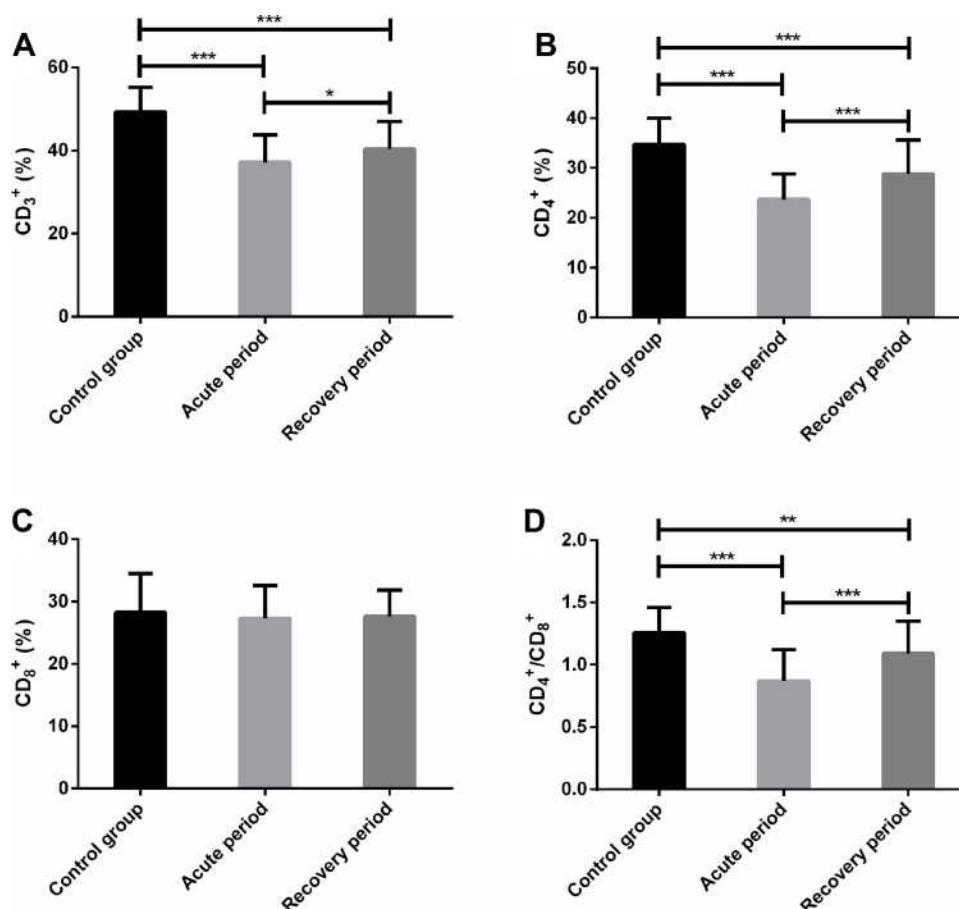 A
***
***
*
60
40
20
0
CD3+ (%)
Control group
Acute period
Recovery period
B
***
***
***
50
40
30
20
10
0
CD4+ (%)
Control group
Acute period
Recovery period
C
40
30
20
10
0
CD8+ (%)
Control group
Acute period
Recovery period
D
**
***
***
2.0
1.5
1.0
0.5
0.0
CD4+/CD8+
Control group
Acute period
Recovery period